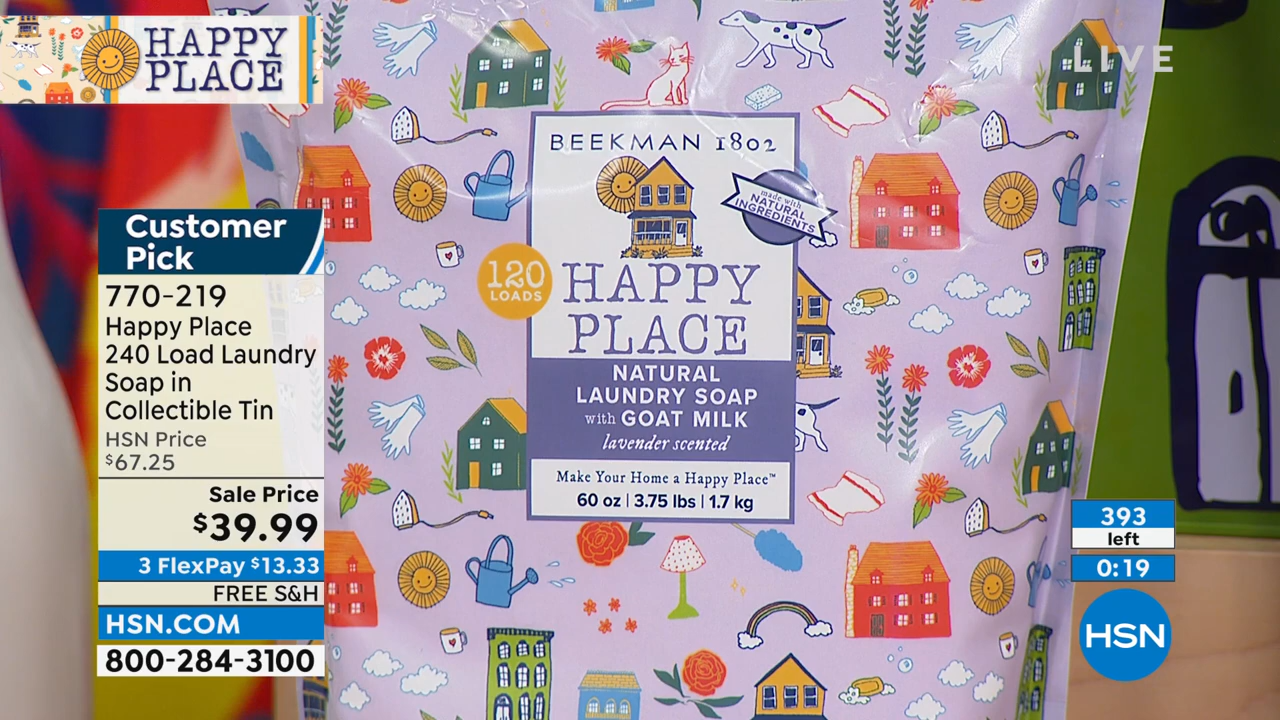 HAPPY
PLACE
LIVE
Customer
Pick
770-219
Happy Place
240 Load Laundry
Soap in
Collectible Tin
HSN Price
$67.25
Sale Price
$39.99
3 FlexPay $13.33
FREE S&H
HSN.COM
800-284-3100
BEEKMAN 1802
made with
NATURAL
INGREDIENTS
120
LOADS
HAPPY
PLACE
NATURAL
LAUNDRY SOAP
with GOAT MILK
lavender scented
Make Your Home a Happy Place™
60 oz | 3.75 lbs | 1.7 kg
393
left
0:19
HSN